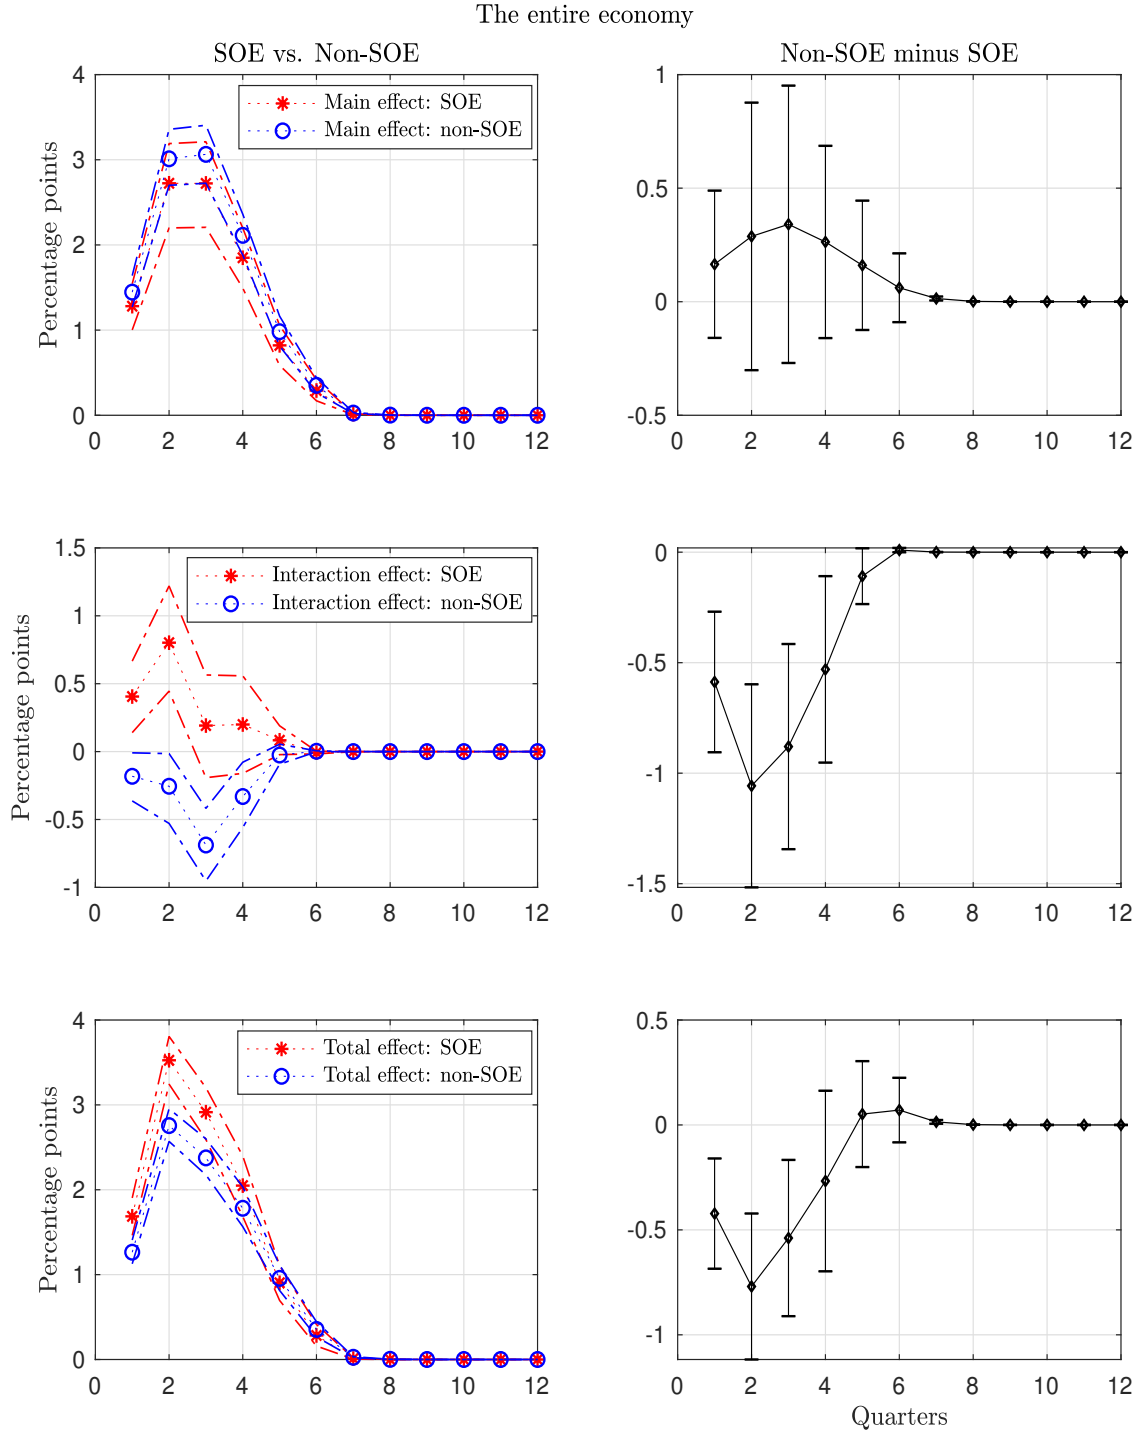 The entire economy
SOE vs. Non-SOE
Non-SOE minus SOE
Percentage points
4
3
2
1
0
Main effect: SOE
Main effect: non-SOE
0 2 4 6 8 10 12
1
0.5
0
-0.5
0 2 4 6 8 10 12
Percentage points
1.5
1
0.5
0
-0.5
-1
Interaction effect: SOE
Interaction effect: non-SOE
0 2 4 6 8 10 12
0
-0.5
-1
-1.5
0 2 4 6 8 10 12
Percentage points
4
3
2
1
0
Total effect: SOE
Total effect: non-SOE
0 2 4 6 8 10 12
0.5
0
-0.5
-1
0 2 4 6 8 10 12
Quarters